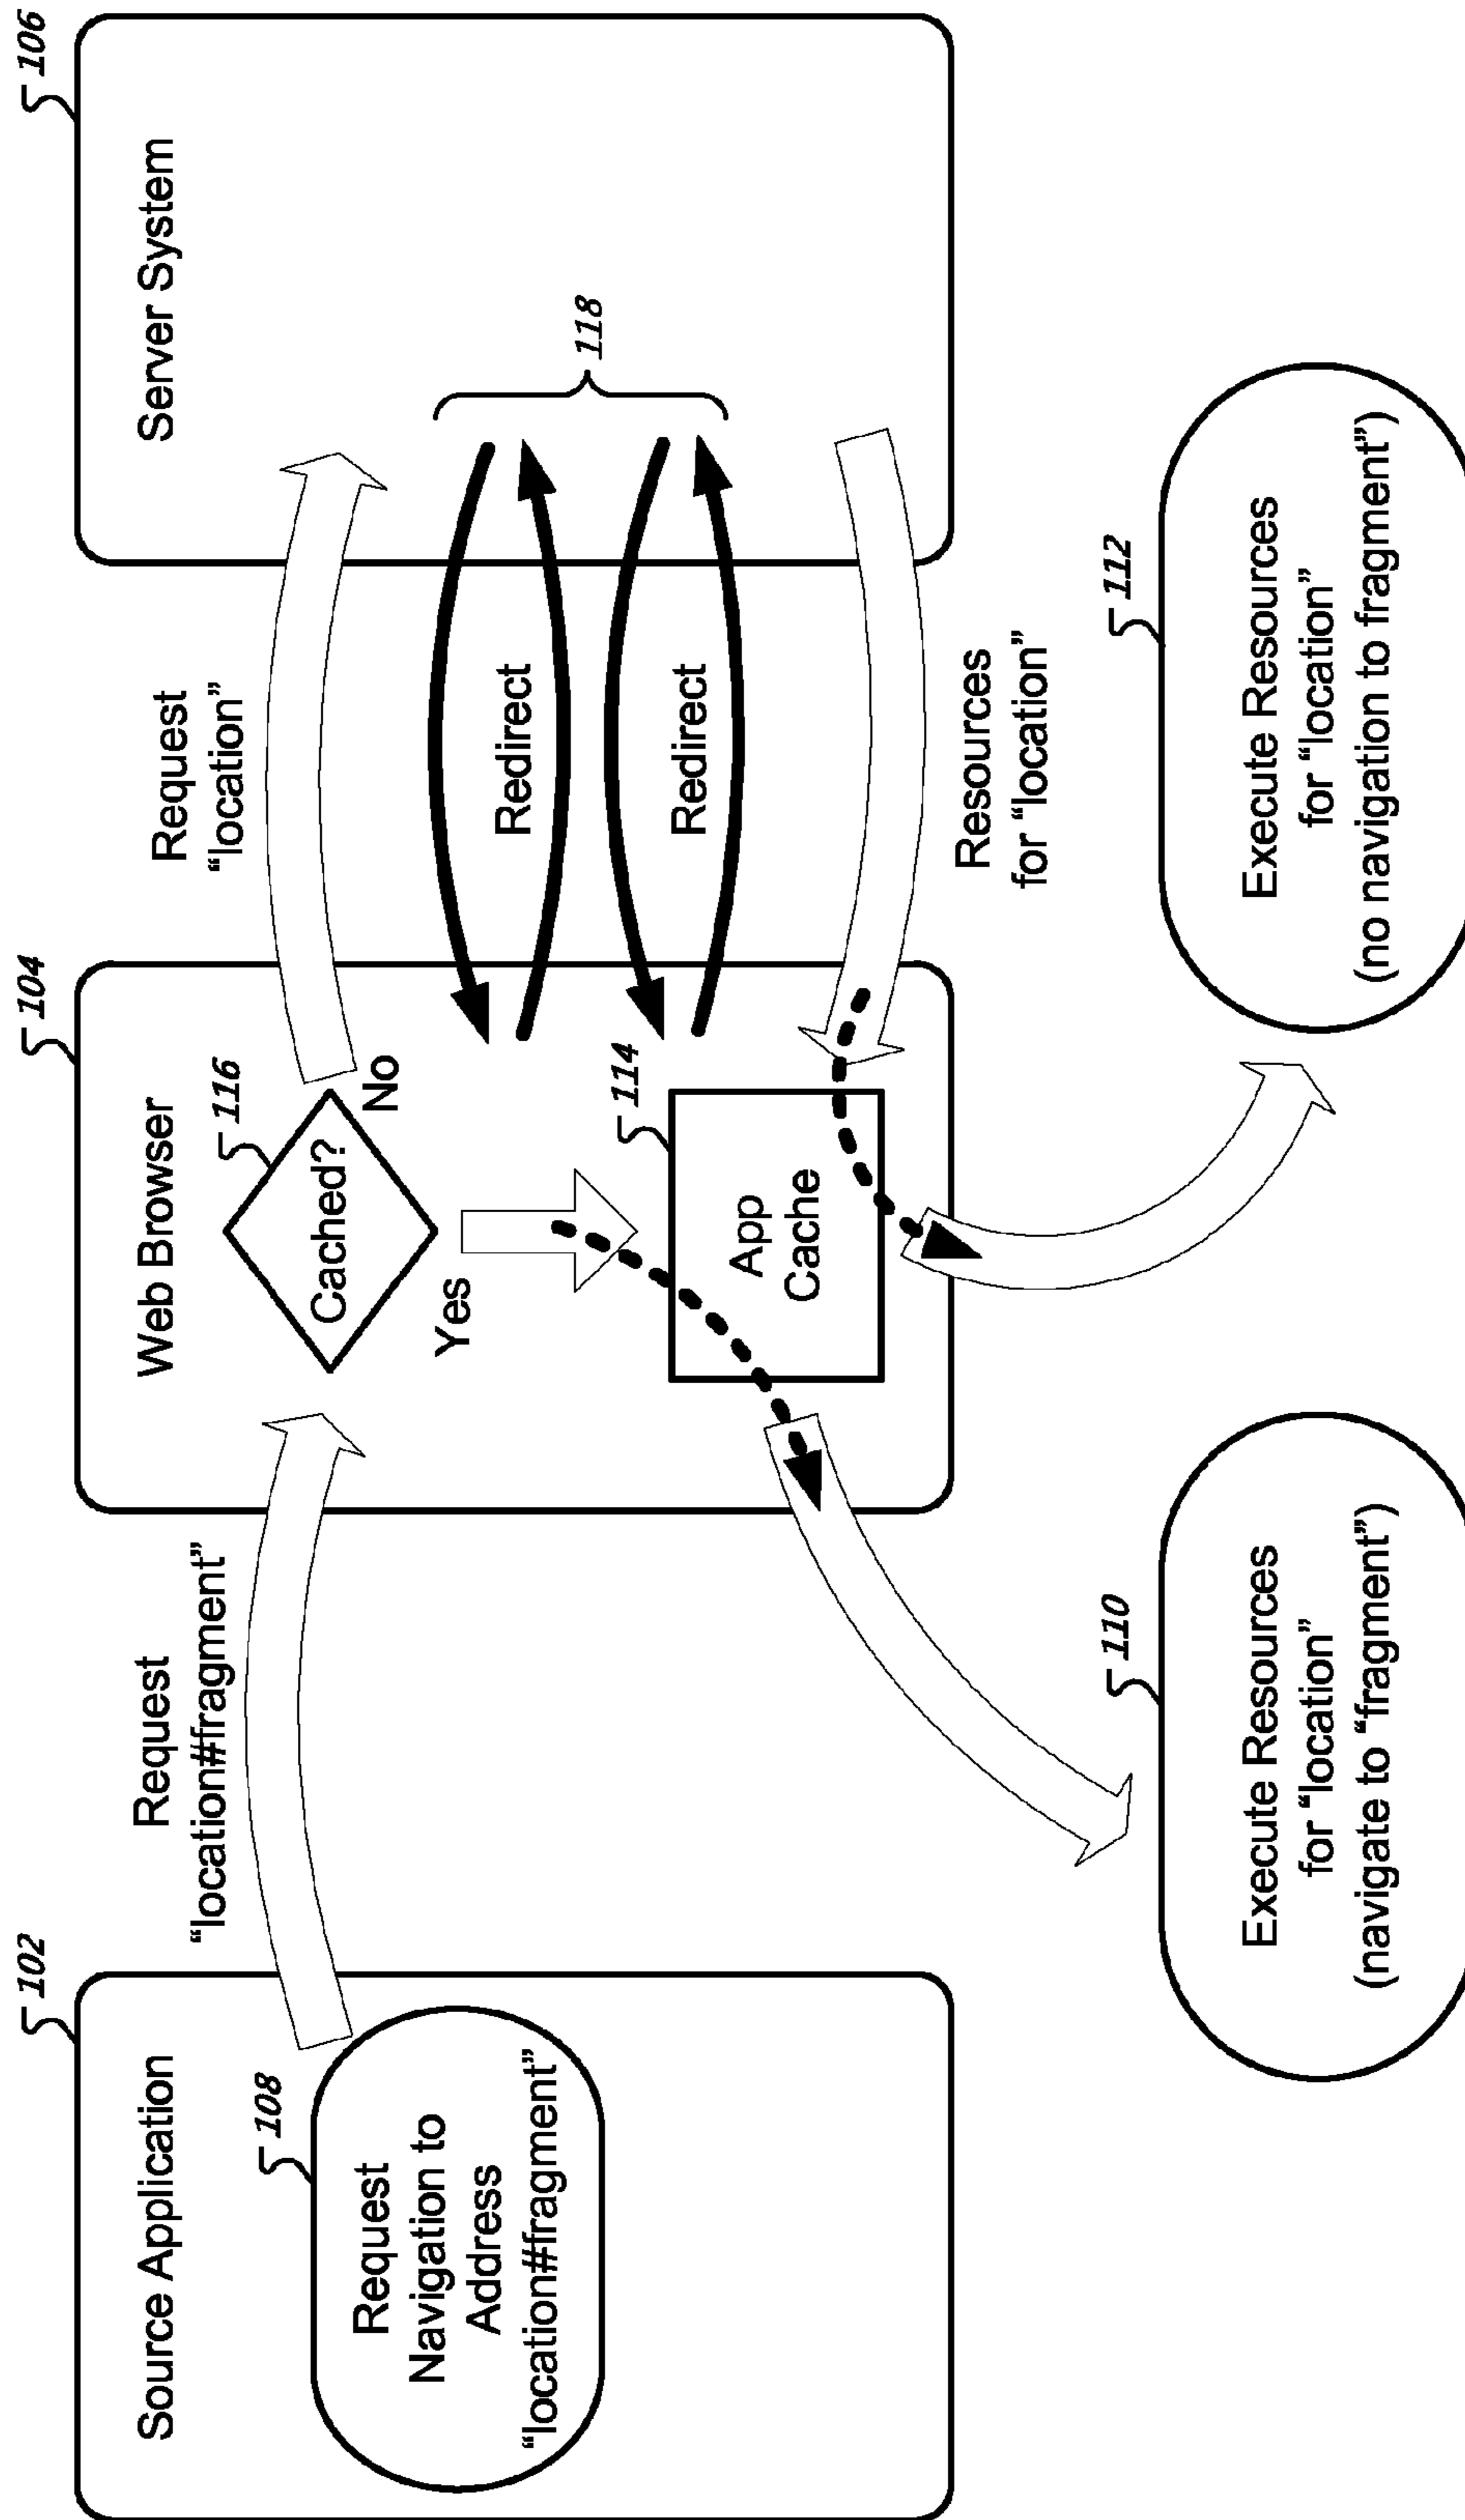 102
Source Application
108
Request
Navigation to
Address
“location#fragment”
Request
“location#fragment”
104
Web Browser
116
Cached?
No
Yes
114
App
Cache
Request
“location”
Redirect
Redirect
Resources
for “location”
106
Server System
118
110
Execute Resources
for “location”
(navigate to “fragment”)
112
Execute Resources
for “location”
(no navigation to fragment”)